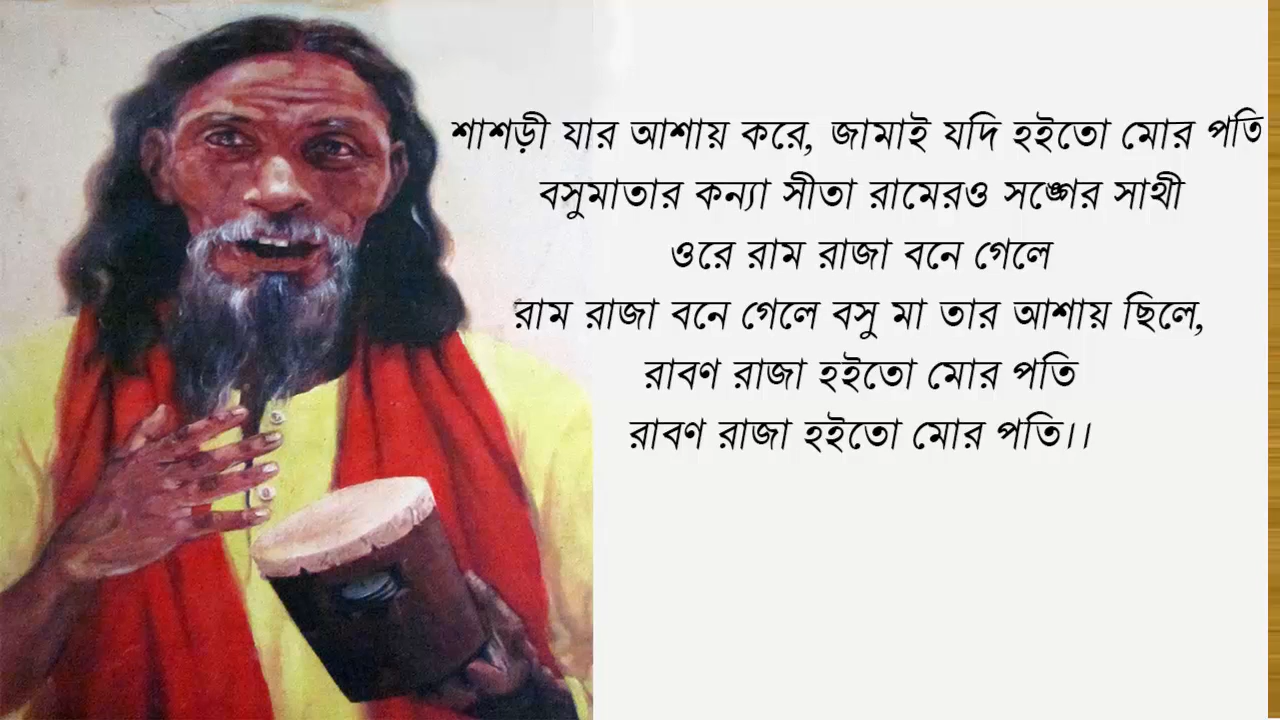 শাশড়ী যার আশায় করে, জামাই যদি হইতো মোর পতি
বসুমাতার কন্যা সীতা রামেরও সঙ্গের সাথী
ওরে রাম রাজা বনে গেলে
রাম রাজা বনে গেলে বসু মা তার আশায় ছিলে,
রাবণ রাজা হইতো মোর পতি
রাবণ রাজা হইতো মোর পতি।।